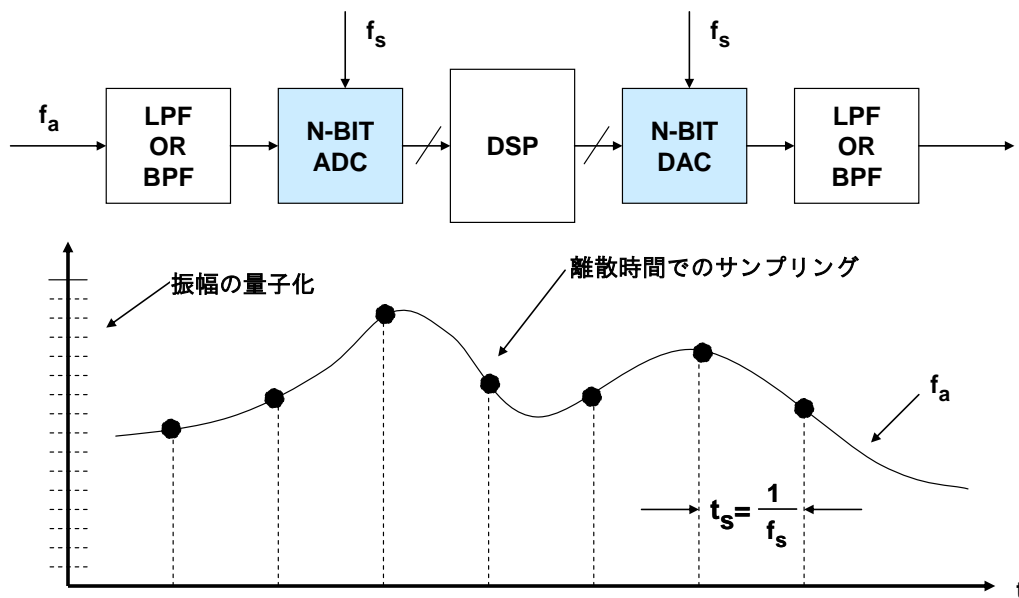 fs
fs
fa
LPF
OR
BPF
N-BIT
ADC
DSP
N-BIT
DAC
LPF
OR
BPF
振幅の量子化
離散時間でのサンプリング
fa
ts= 1
fs
t